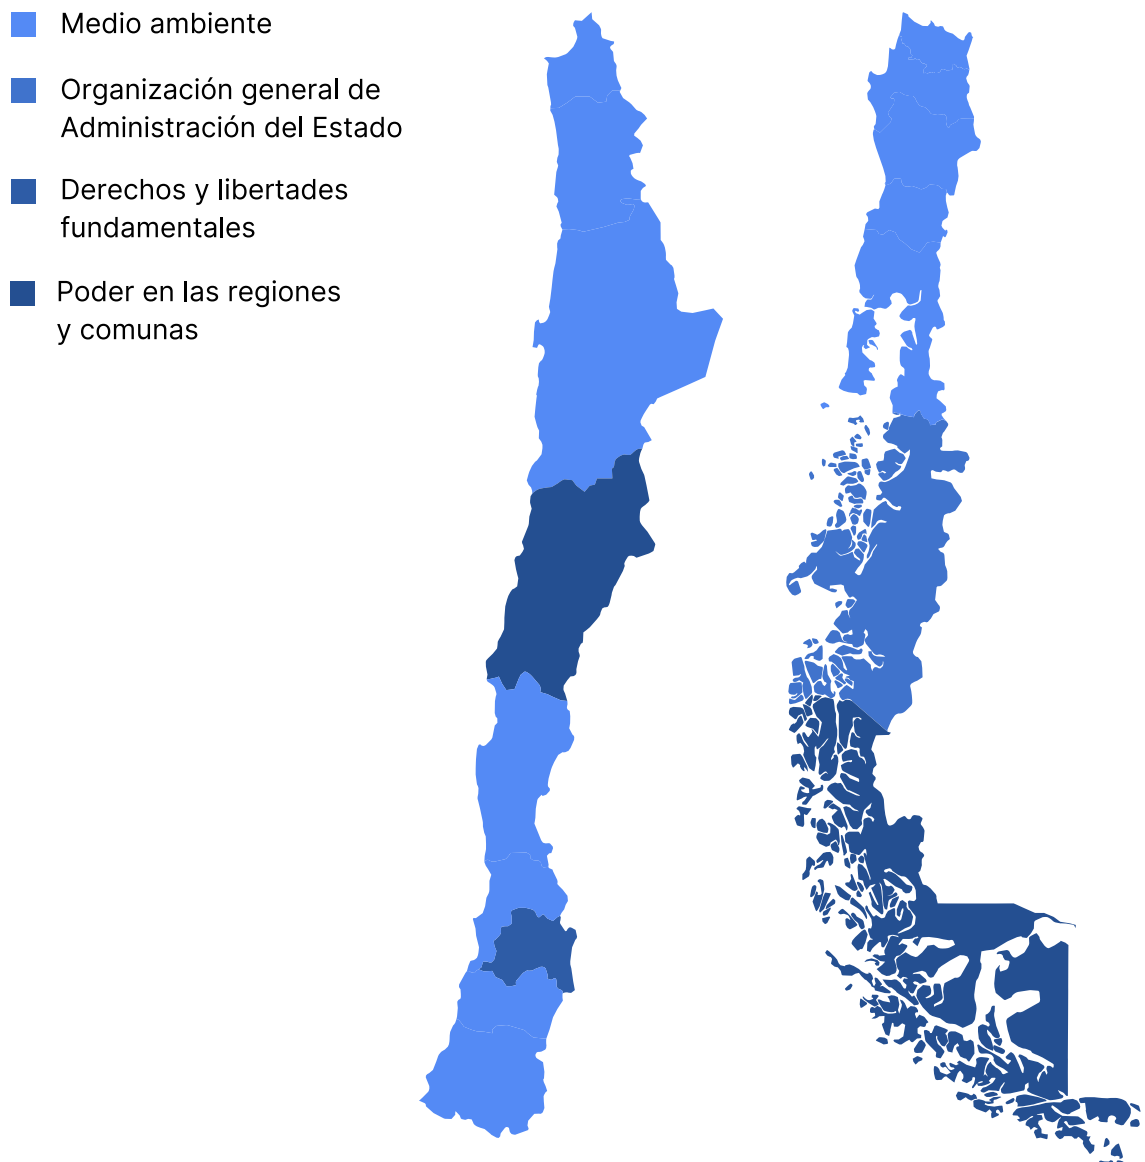 Medio ambiente
Organización general de
Administración del Estado
Derechos y libertades
fundamentales
Poder en las regiones
y comunas